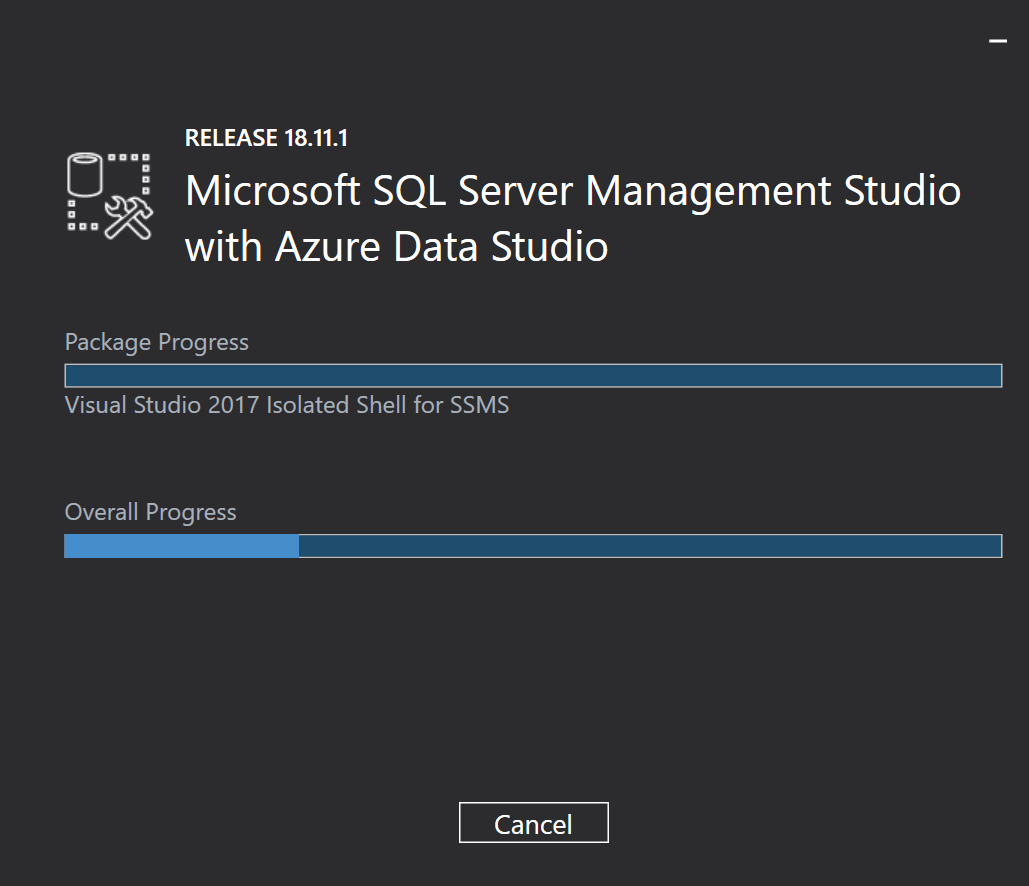 RELEASE 18.11.1
Microsoft SQL Server Management Studio
with Azure Data Studio
Package Progress
Visual Studio 2017 Isolated Shell for SSMS
Overall Progress
Cancel